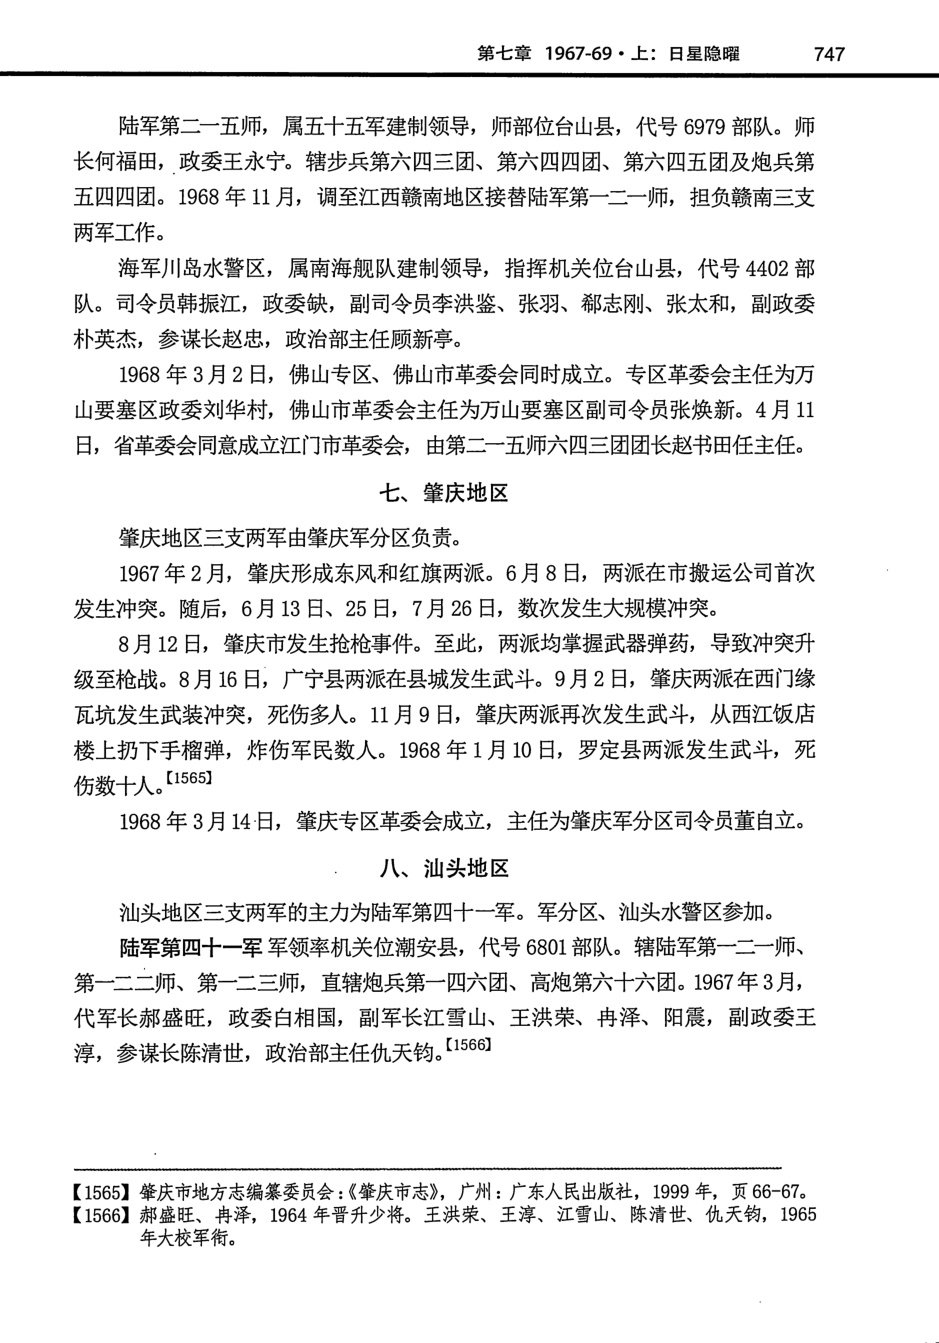 第七章 1967-69·上：日星隐曜 747
陆军第二一五师，属五十五军建制领导，师部位台山县，代号 6979 部队。师
长何福田，政委王永宁。辖步兵第六四三团、第六四四团、第六四五团及炮兵第
五四四团。1968 年 11 月，调至江西赣南地区接替陆军第一二一师，担负赣南三支
两军工作。
海军川岛水警区，属南海舰队建制领导，指挥机关位台山县，代号 4402 部
队。司令员韩振江，政委缺，副司令员李洪鉴、张羽、郗志刚、张太和，副政委
朴英杰，参谋长赵忠，政治部主任顾新亭。
1968 年 3 月 2 日，佛山专区、佛山市革委会同时成立。专区革委会主任为万
山要塞区政委刘华村，佛山市革委会主任为万山要塞区副司令员张焕新。4 月 11
日，省革委会同意成立江门市革委会，由第二一五师六四三团团长赵书田任主任。
七、肇庆地区
肇庆地区三支两军由肇庆军分区负责。
1967 年 2 月，肇庆形成东风和红旗两派。6 月 8 日，两派在市搬运公司首次
发生冲突。随后，6 月 13 日、25 日，7 月 26 日，数次发生大规模冲突。
8 月 12 日，肇庆市发生抢枪事件。至此，两派均掌握武器弹药，导致冲突升
级至枪战。8 月 16 日，广宁县两派在县城发生武斗。9 月 2 日，肇庆两派在西门缘
瓦坑发生武装冲突，死伤多人。11 月 9 日，肇庆两派再次发生武斗，从西江饭店
楼上扔下手榴弹，炸伤军民数人。1968 年 1 月 10 日，罗定县两派发生武斗，死
伤数十人。【1565】
1968 年 3 月 14 日，肇庆专区革委会成立，主任为肇庆军分区司令员董自立。
八、汕头地区
汕头地区三支两军的主力为陆军第四十一军。军分区、汕头水警区参加。
陆军第四十一军 军领率机关位潮安县，代号 6801 部队。辖陆军第一二一师、
第一二二师、第一二三师，直辖炮兵第一四六团、高炮第六十六团。1967 年 3 月，
代军长郝盛旺，政委白相国，副军长江雪山、王洪荣、冉泽、阳震，副政委王
淳，参谋长陈清世，政治部主任仇天钧。【1566】
【1565】肇庆市地方志编纂委员会：《肇庆市志》，广州：广东人民出版社，1999 年，页 66-67。
【1566】郝盛旺、冉泽，1964 年晋升少将。王洪荣、王淳、江雪山、陈清世、仇天钧，1965
年大校军衔。